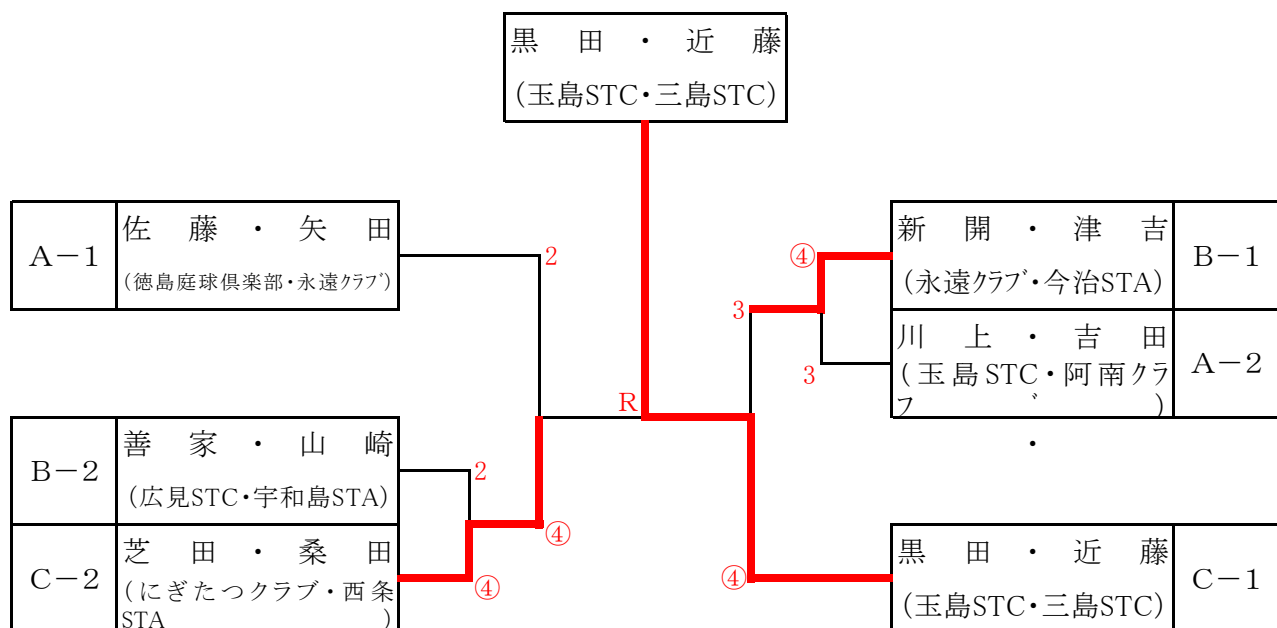 黒田・近藤
(玉島STC・三島STC)
A－1
佐藤・矢田
(徳島庭球倶楽部・永遠ｸﾗﾌﾞ)
2
B－2
善家・山崎
(広見STC・宇和島STA)
2
C－2
芝田・桑田
(にぎたつクラブ・西条
STA)
④
④
R
新開・津吉
(永遠ｸﾗﾌﾞ・今治STA)
B－1
④
3
川上・吉田
(玉島STC・阿南ｸﾗ
ﾌﾞ)
A－2
3
・
黒田・近藤
(玉島STC・三島STC)
C－1
④